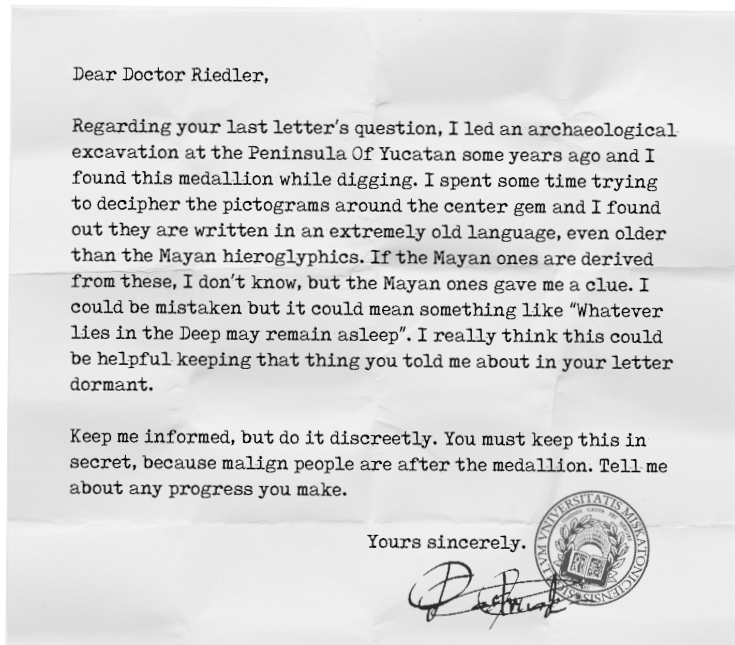 Dear Doctor Riedler,
Regarding your last letter's question, I led an archaeological
excavation at the Peninsula Of Yucatan some years ago and I
found this medallion while digging. I spent some time trying
to decipher the pictograms around the center gem and I found
out they are written in an extremely old language, even older
than the Mayan hieroglyphics. If the Mayan ones are derived
from these, I don't know, but the Mayan ones gave me a clue. I
could be mistaken but it could mean something like "Whatever
lies in the Deep may remain asleep". I really think this could
be helpful keeping that thing you told me about in your letter
dormant.
Keep me informed, but do it discreetly. You must keep this in
secret, because malign people are after the medallion. Tell me
about any progress you make.
Yours sincerely.
VNIVERSITATIS MISKATONICIENSIS